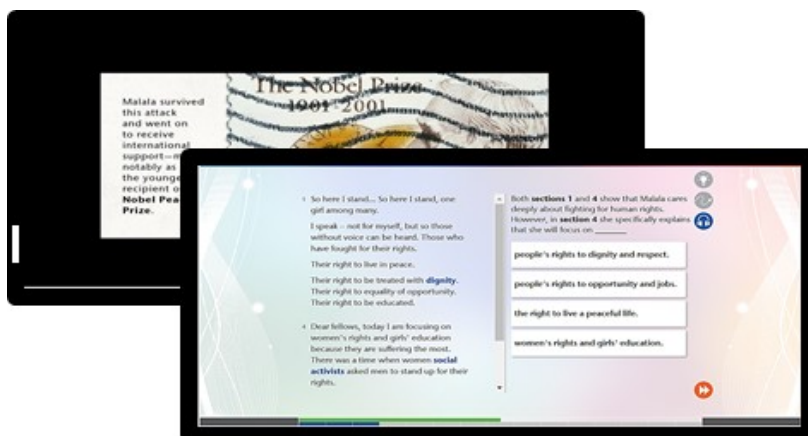 Malala survived
this attack
and went on
to receive
international
support—
notably as
the
recipient
Nobel
Prize.
The Nobel Prize
1901-2001
1 So here I stand... So here I stand, one
girl among many.
I speak – not for myself, but so those
without voice can be heard. Those who
have fought for their rights.
Their right to live in peace.
Their right to be treated with dignity.
Their right to equality of opportunity.
Their right to be educated.
4 Dear fellows, today I am focusing on
women's rights and girls' education
because they are suffering the most.
There was a time when women social
activists asked men to stand up for their
rights.
Both sections 1 and 4 show that Malala cares
deeply about fighting for human rights.
However, in section 4 she specifically explains
that she will focus on ______
people's rights to dignity and respect.
people's rights to opportunity and jobs.
the right to live a peaceful life.
women's rights and girls' education.